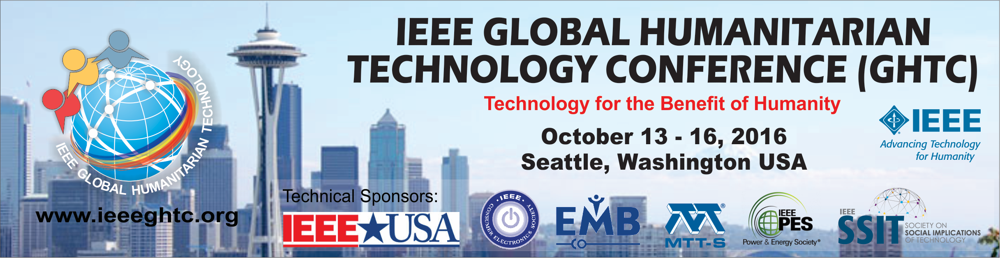 IEEE GLOBAL HUMANITARIAN
TECHNOLOGY CONFERENCE (GHTC)
Technology for the Benefit of Humanity
October 13 - 16, 2016
Seattle, Washington USA
IEEE
Advancing Technology
for Humanity
IEEE GLOBAL HUMANITARIAN TECHNOLOGY
www.ieeeghtc.org
Technical Sponsors:
IEEE★USA
·IEEE·
CONSUMER ELECTRONICS SOCIETY
EMB
MTT-S®
IEEE
PES
Power & Energy Society®
IEEE
SSIT
SOCIETY ON
SOCIAL IMPLICATIONS
OF TECHNOLOGY